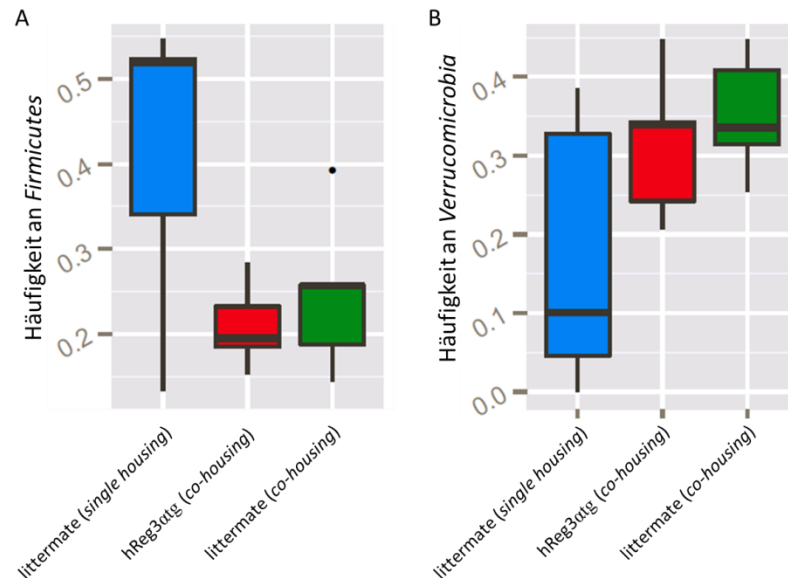 A
Häufigkeit an Firmicutes
0.5
0.4
0.3
0.2
littermate (single housing)
hReg3αtg (co-housing)
littermate (co-housing)
B
Häufigkeit an Verrucomicrobia
0.4
0.3
0.2
0.1
0.0
littermate (single housing)
hReg3αtg (co-housing)
littermate (co-housing)